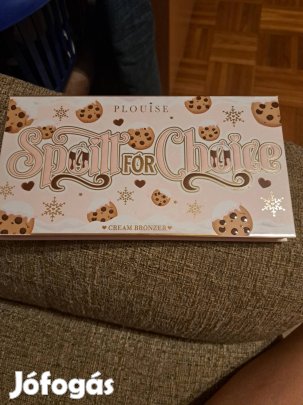 PLOUISE
Spoilt FOR Choice
♥ CREAM BRONZER ♥
Jófogás